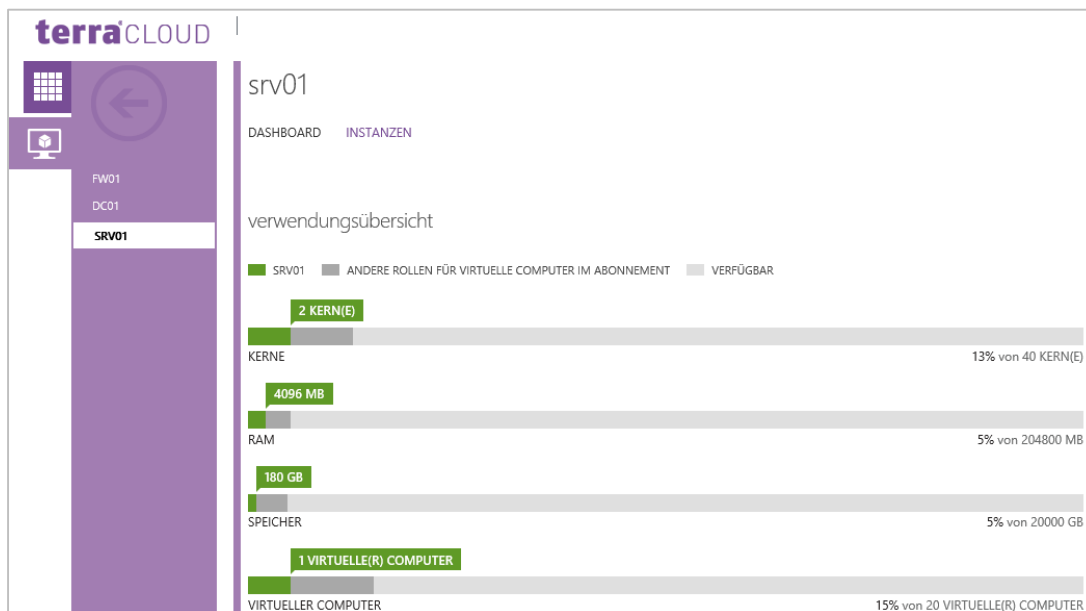 terra CLOUD
srv01
DASHBOARD INSTANZEN
FW01
DC01
SRV01
verwendungsübersicht
SRV01 ANDERE ROLLEN FÜR VIRTUELLE COMPUTER IM ABONNEMENT VERFÜGBAR
2 KERN(E)
KERNE 13% von 40 KERN(E)
4096 MB
RAM 5% von 204800 MB
180 GB
SPEICHER 5% von 20000 GB
1 VIRTUELLE(R) COMPUTER
VIRTUELLER COMPUTER 15% von 20 VIRTUELLE(R) COMPUTER